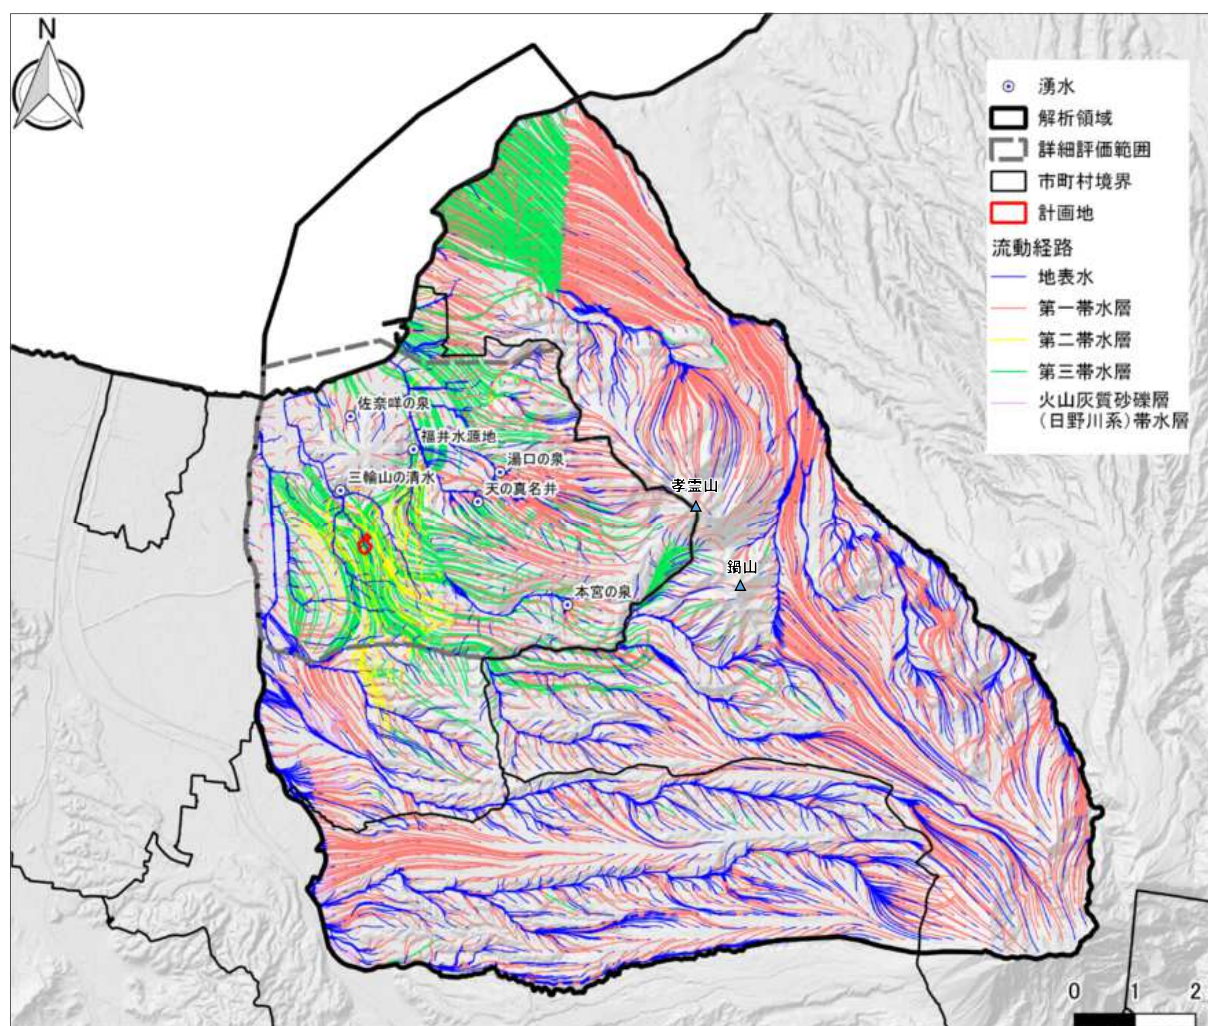 N
湧水
解析領域
詳細評価範囲
市町村境界
計画地
流動経路
地表水
第一帯水層
第二帯水層
第三帯水層
火山灰質砂礫層
(日野川系)帯水層
佐奈咩の泉
福井水源地
湯口の泉
三輪山の清水
天の真名井
孝霊山
鍋山
本宮の泉
0 1 2